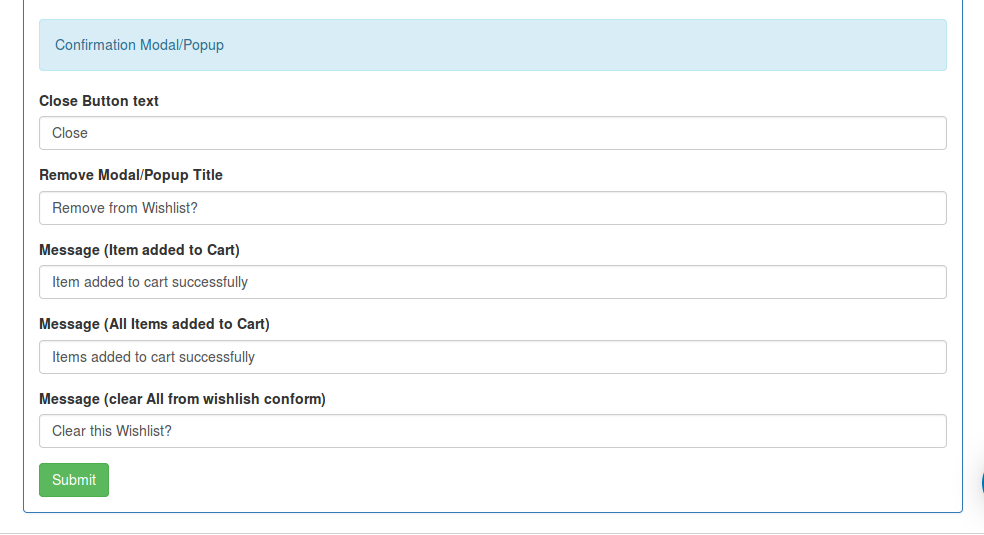 Confirmation Modal/Popup
Close Button text
Close
Remove Modal/Popup Title
Remove from Wishlist?
Message (Item added to Cart)
Item added to cart successfully
Message (All Items added to Cart)
Items added to cart successfully
Message (clear All from wishlish conform)
Clear this Wishlist?
Submit